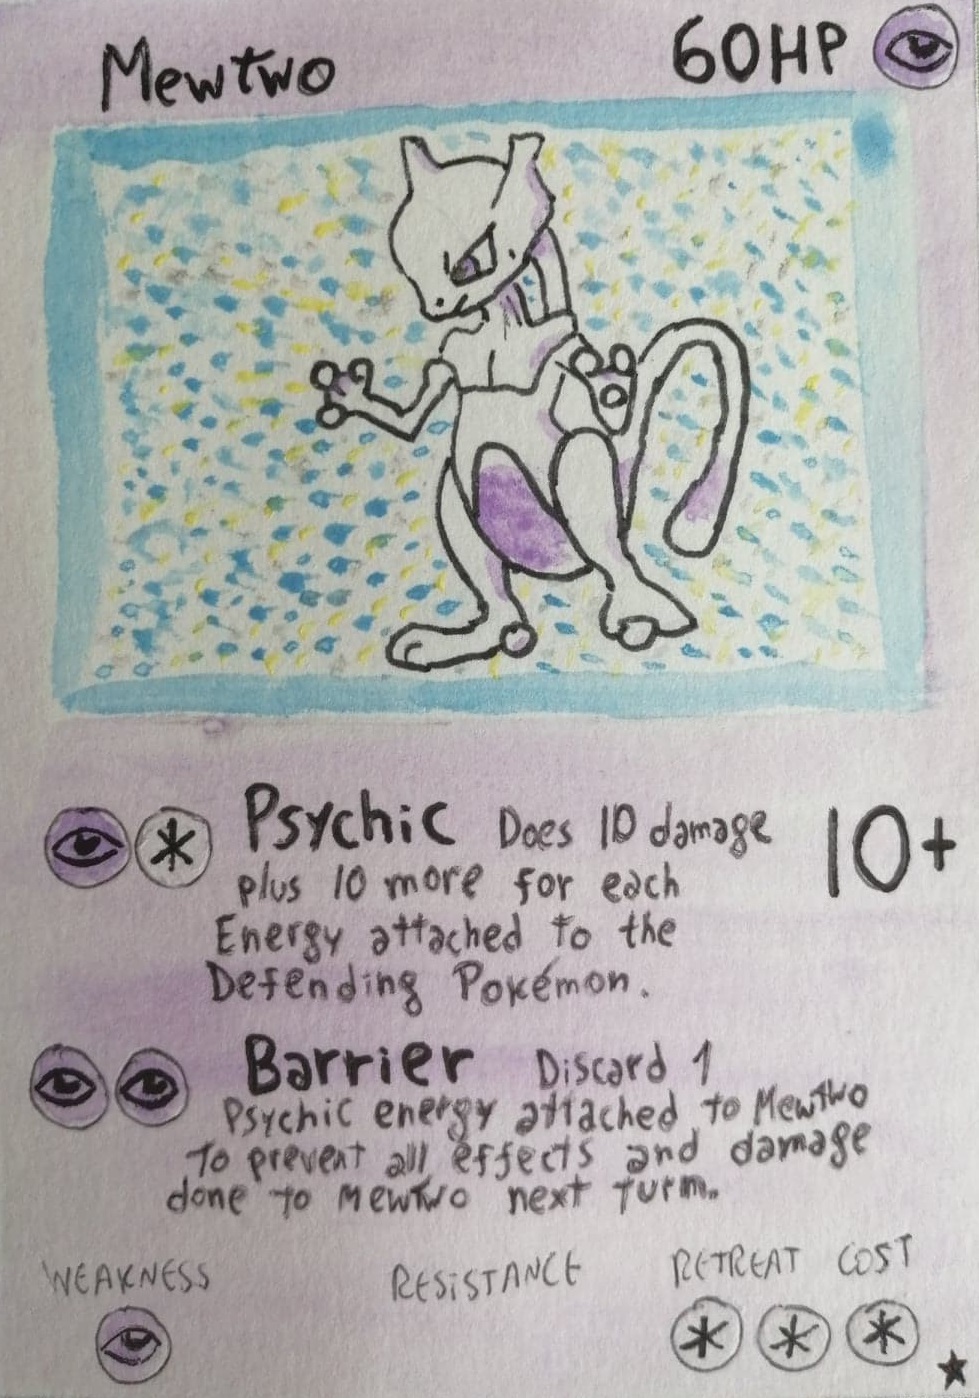 Mewtwo 60HP
Psychic Does 10 damage 10+
plus 10 more for each
Energy attached to the
Defending Pokémon.
Barrier Discard 1
Psychic energy attached to Mewtwo
to prevent all effects and damage
done to Mewtwo next turn.
WEAKNESS RESISTANCE RETREAT COST